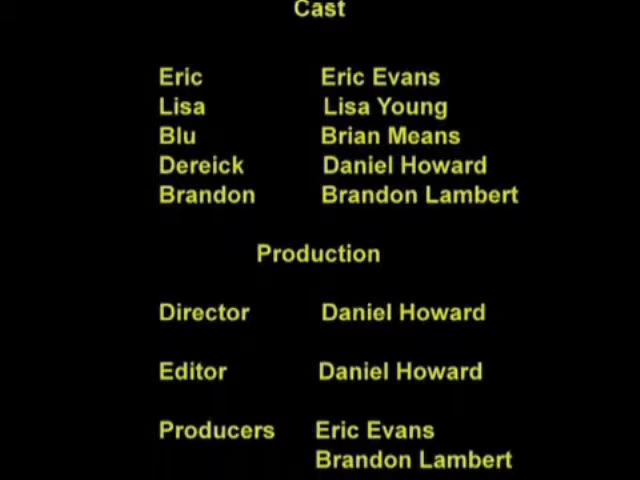 Cast
Eric Eric Evans
Lisa Lisa Young
Blu Brian Means
Dereick Daniel Howard
Brandon Brandon Lambert
Production
Director Daniel Howard
Editor Daniel Howard
Producers Eric Evans
Brandon Lambert